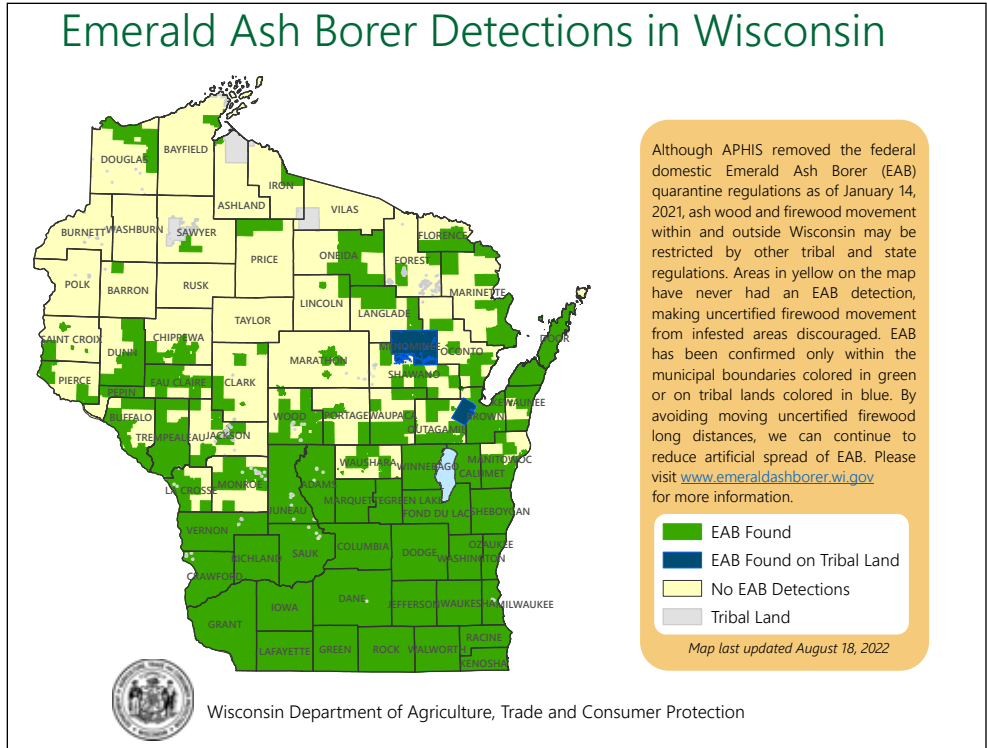 Emerald Ash Borer Detections in Wisconsin
BAYFIELD
DOUGLAS
IRON
ASHLAND
VILAS
BURNETT
WASHBURN
SAWYER
FLORENCE
PRICE
ONEIDA
FOREST
POLK
BARRON
RUSK
MARINETTE
LINCOLN
LANGLADE
TAYLOR
CHIPPEWA
SAINT CROIX
DUNN
MENOMINEE
OCONTO
DOOR
MARATHON
SHAWANO
PIERCE
EAU CLAIRE
CLARK
PEPIN
KEWAUNEE
BUFFALO
WOOD
PORTAGE
WAUPACA
BROWN
TREMPEALEAU
JACKSON
OUTAGAMIE
WAUSHARA
WINNEBAGO
MANITOWOC
CALUMET
LA CROSSE
MONROE
ADAMS
JUNEAU
MARQUETTE
GREEN LAKE
FOND DU LAC
SHEBOYGAN
VERNON
RICHLAND
SAUK
COLUMBIA
DODGE
OZAUKEE
WASHINGTON
CRAWFORD
DANE
IOWA
JEFFERSON
WAUKESHA
MILWAUKEE
GRANT
RACINE
LAFAYETTE
GREEN
ROCK
WALWORTH
KENOSHA
Although APHIS removed the federal
domestic Emerald Ash Borer (EAB)
quarantine regulations as of January 14,
2021, ash wood and firewood movement
within and outside Wisconsin may be
restricted by other tribal and state
regulations. Areas in yellow on the map
have never had an EAB detection,
making uncertified firewood movement
from infested areas discouraged. EAB
has been confirmed only within the
municipal boundaries colored in green
or on tribal lands colored in blue. By
avoiding moving uncertified firewood
long distances, we can continue to
reduce artificial spread of EAB. Please
visit www.emeraldashborer.wi.gov
for more information.
EAB Found
EAB Found on Tribal Land
No EAB Detections
Tribal Land
Map last updated August 18, 2022
Wisconsin Department of Agriculture, Trade and Consumer Protection